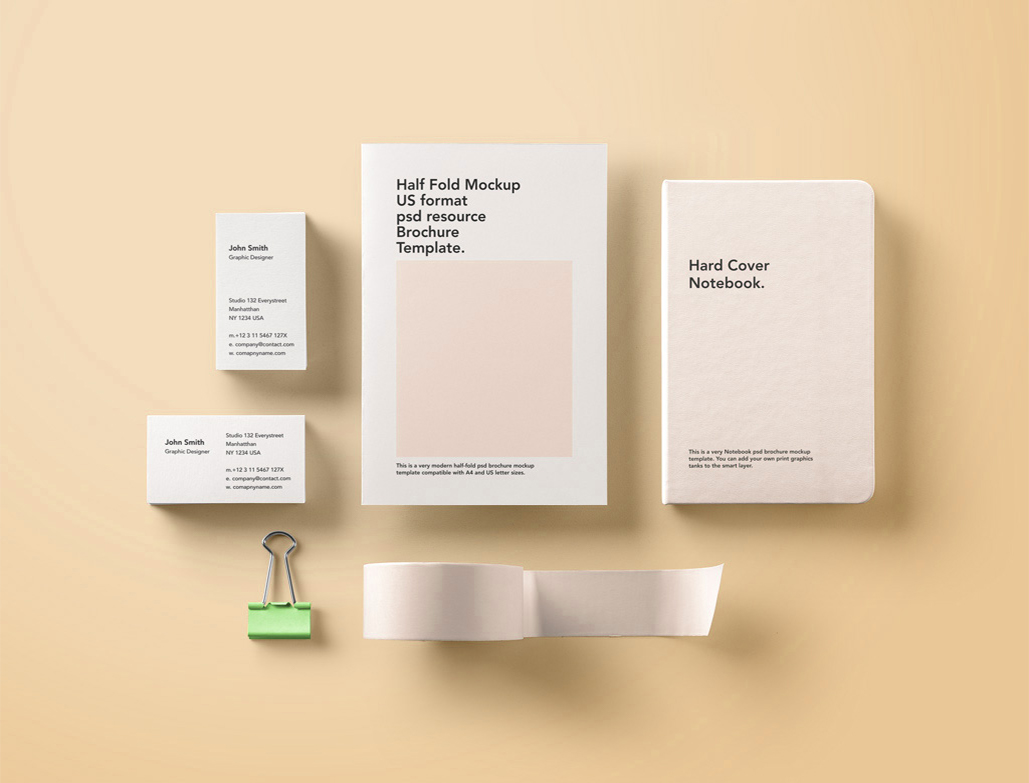 John Smith
Graphic Designer
Studio 132 Everystreet
Manhatthan
NY 1234 USA
m.+12 3 11 5467 127X
e. company@contact.com
w. comapnyname.com
John Smith
Graphic Designer
Studio 132 Everystreet
Manhatthan
NY 1234 USA
m.+12 3 11 5467 127X
e. company@contact.com
w. comapnyname.com
Half Fold Mockup
US format
psd resource
Brochure
Template.
This is a very modern half-fold psd brochure mockup
template compatible with A4 and US letter sizes.
Hard Cover
Notebook.
This is a very Notebook psd brochure mockup
template. You can add your own print graphics
tanks to the smart layer.